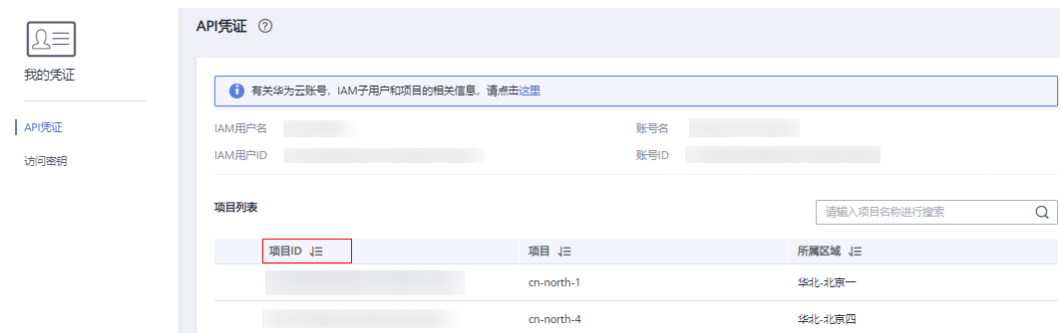 API凭证
我的凭证
有关华为云账号，IAM子用户和项目的相关信息，请点击这里
API凭证
IAM用户名 账号名
访问密钥
IAM用户ID 账号ID
项目列表
请输入项目名称进行搜索
项目ID 项目 所属区域
cn-north-1 华北-北京一
cn-north-4 华北-北京四